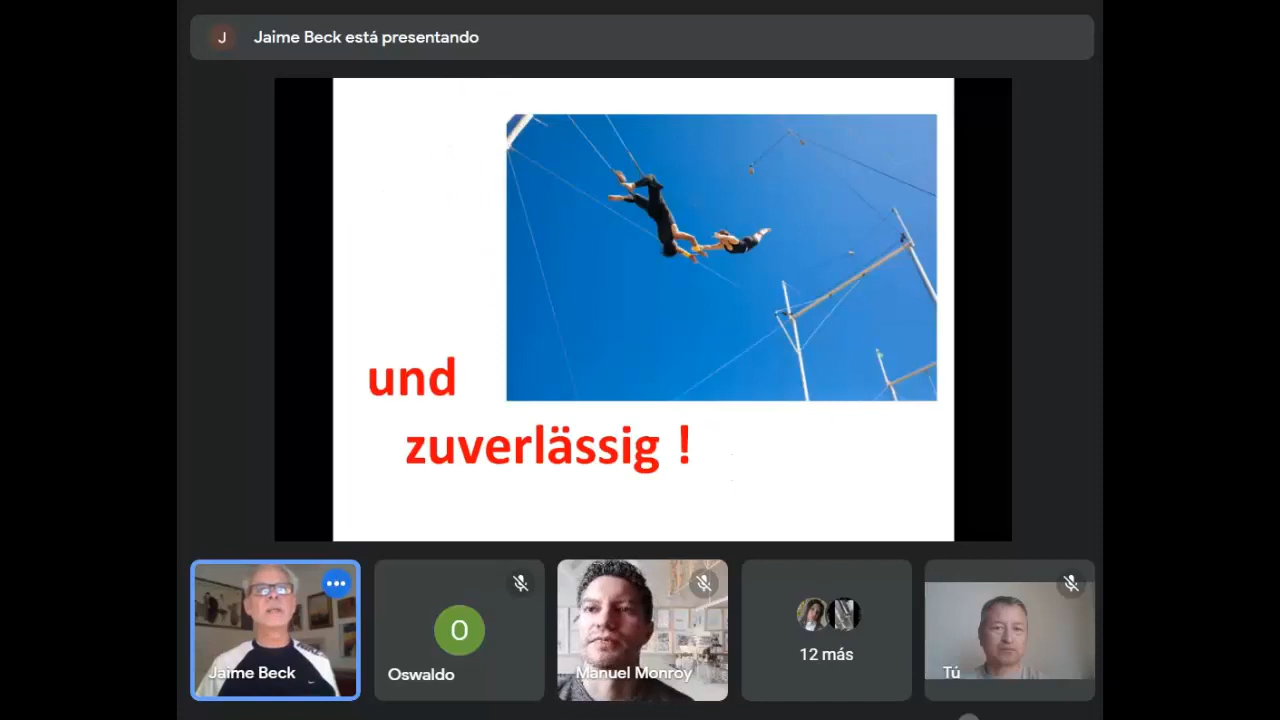 J
Jaime Beck está presentando
und
zuverlässig !
Jaime Beck
O
Oswaldo
Manuel Monroy
12 más
Tú